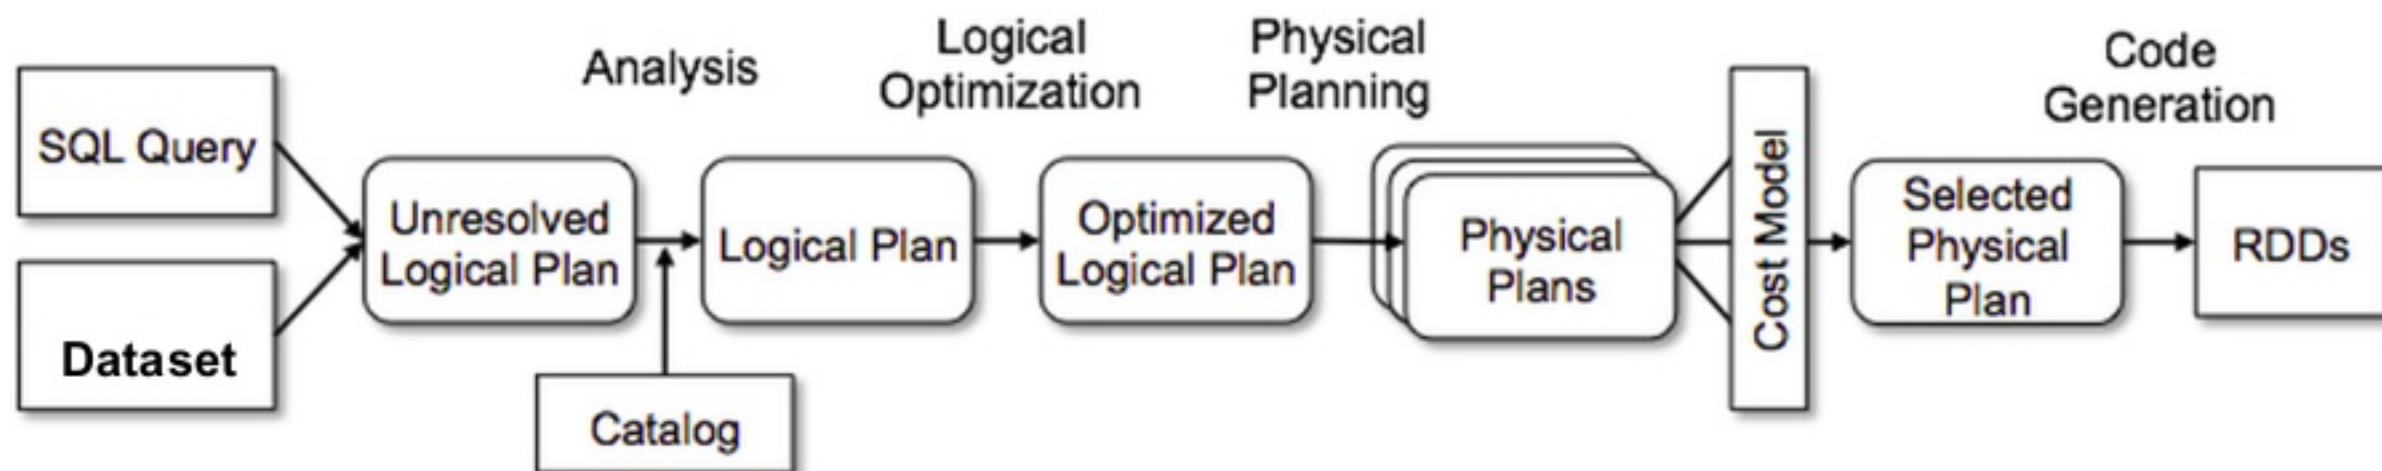 Analysis
Logical
Optimization
Physical
Planning
Code
Generation
SQL Query
Dataset
Unresolved
Logical Plan
Catalog
Logical Plan
Optimized
Logical Plan
Physical
Plans
Cost Model
Selected
Physical
Plan
RDDs